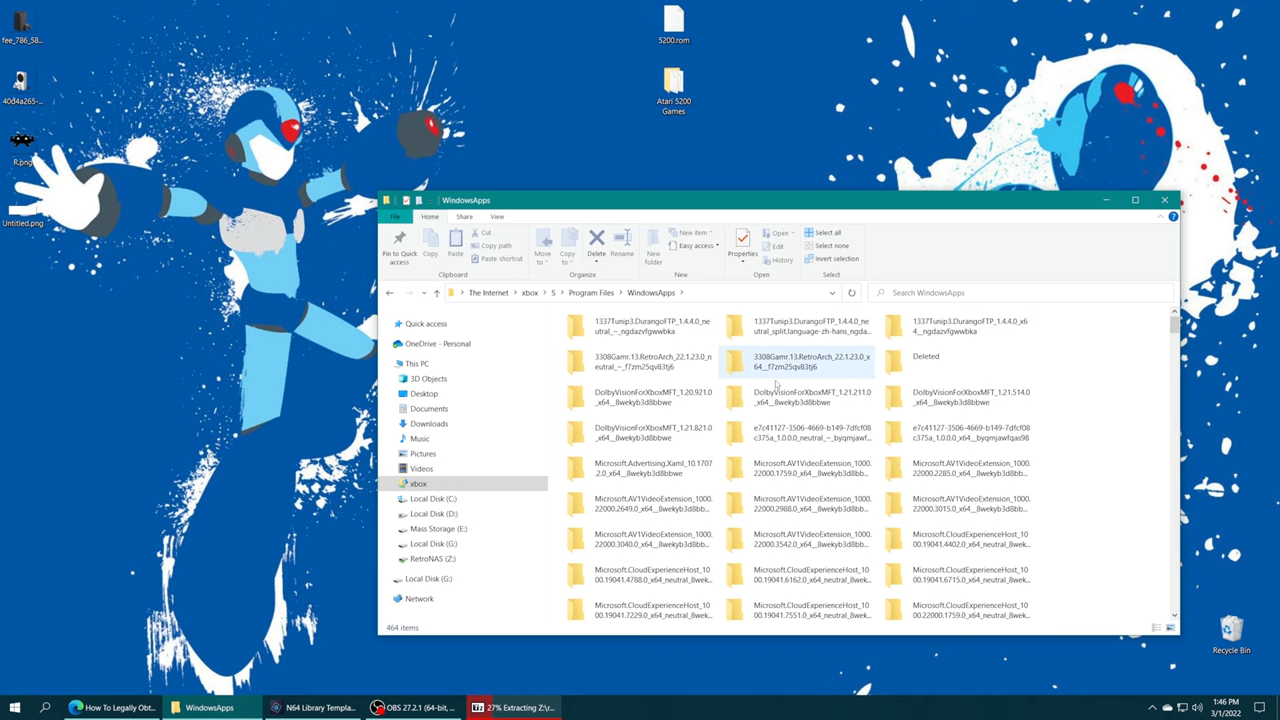 fee_786_58...
40d4a265-...
R.png
Untitled.png
5200.rom
Atari 5200
Games
WindowsApps
File
Home
Share
View
Pin to Quick
access
Copy
Paste
Cut
Copy path
Paste shortcut
Clipboard
Move
to
Copy
to
Delete
Rename
Organize
New
folder
New item
Easy access
New
Properties
Open
Edit
History
Open
Select all
Select none
Invert selection
Select
The Internet > xbox > S > Program Files > WindowsApps >
Search WindowsApps
Quick access
OneDrive - Personal
This PC
3D Objects
Desktop
Documents
Downloads
Music
Pictures
Videos
xbox
Local Disk (C:)
Local Disk (D:)
Mass Storage (E:)
Local Disk (G:)
RetroNAS (Z:)
Local Disk (G:)
Network
1337Tunip3.DurangoFTP_1.4.4.0_ne
utral_~_ngdazvfgwwbka
1337Tunip3.DurangoFTP_1.4.4.0_ne
utral_split.language-zh-hans_ngda...
1337Tunip3.DurangoFTP_1.4.4.0_x6
4__ngdazvfgwwbka
3308Gamr.13.RetroArch_22.1.23.0_n
eutral_~_f7zm25qv83tj6
3308Gamr.13.RetroArch_22.1.23.0_x
64__f7zm25qv83tj6
Deleted
DolbyVisionForXboxMFT_1.20.921.0
_x64__8wekyb3d8bbwe
DolbyVisionForXboxMFT_1.21.211.0
_x64__8wekyb3d8bbwe
DolbyVisionForXboxMFT_1.21.514.0
_x64__8wekyb3d8bbwe
DolbyVisionForXboxMFT_1.21.821.0
_x64__8wekyb3d8bbwe
e7c41127-3506-4669-b149-7dfcf08
c375a_1.0.0.0_neutral_~_byqmjawf...
e7c41127-3506-4669-b149-7dfcf08
c375a_1.0.0.0_x64__byqmjawfqas98
Microsoft.Advertising.Xaml_10.1707
.2.0_x64__8wekyb3d8bbwe
Microsoft.AV1VideoExtension_1000.
22000.1759.0_x64__8wekyb3d8bb...
Microsoft.AV1VideoExtension_1000.
22000.2285.0_x64__8wekyb3d8bb...
Microsoft.AV1VideoExtension_1000.
22000.2649.0_x64__8wekyb3d8bb...
Microsoft.AV1VideoExtension_1000.
22000.2988.0_x64__8wekyb3d8bb...
Microsoft.AV1VideoExtension_1000.
22000.3015.0_x64__8wekyb3d8bb...
Microsoft.AV1VideoExtension_1000.
22000.3040.0_x64__8wekyb3d8bb...
Microsoft.AV1VideoExtension_1000.
22000.3542.0_x64__8wekyb3d8bb...
Microsoft.CloudExperienceHost_10
00.19041.4402.0_x64_neutral_8wek...
Microsoft.CloudExperienceHost_10
00.19041.4788.0_x64_neutral_8wek...
Microsoft.CloudExperienceHost_10
00.19041.6162.0_x64_neutral_8wek...
Microsoft.CloudExperienceHost_10
00.19041.6715.0_x64_neutral_8wek...
Microsoft.CloudExperienceHost_10
00.19041.7229.0_x64_neutral_8wek...
Microsoft.CloudExperienceHost_10
00.19041.7551.0_x64_neutral_8wek...
Microsoft.CloudExperienceHost_10
00.22000.1759.0_x64_neutral_8wek...
464 items
Recycle Bin
How To Legally Obt...
WindowsApps
N64 Library Templa...
OBS 27.2.1 (64-bit, ...
27% Extracting Z:\r...
1:46 PM
3/1/2022